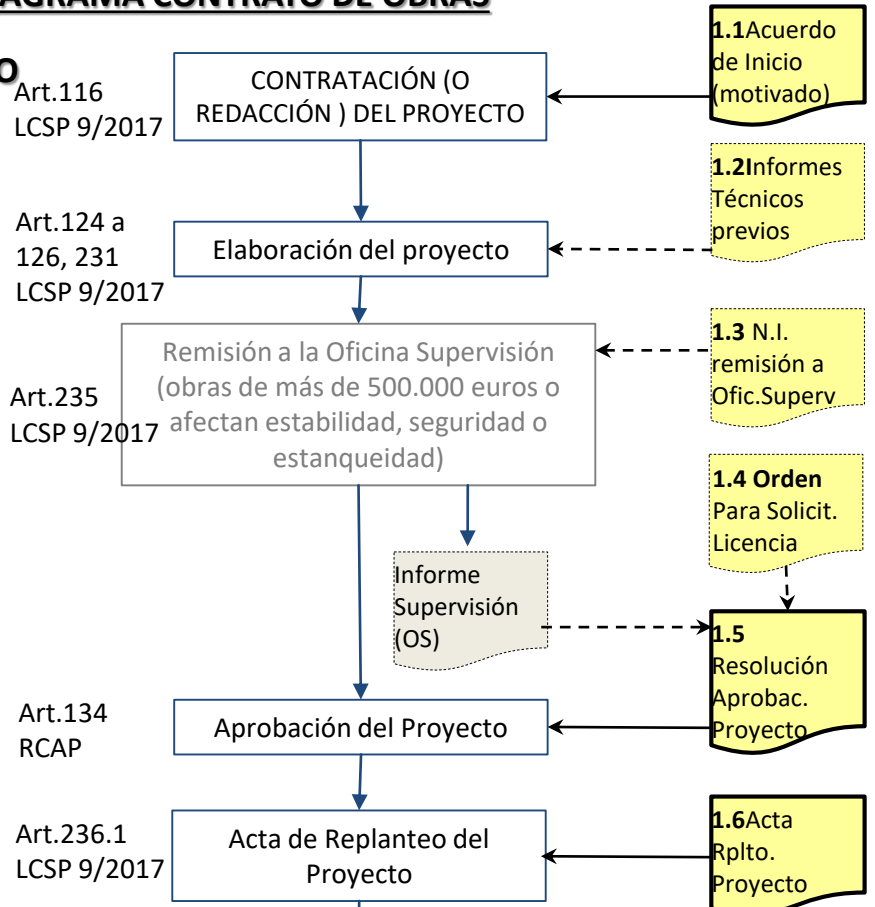 AGRAMA CONTRATO DE OBRAS
O
Art.116
LCSP 9/2017
CONTRATACIÓN (O
REDACCIÓN ) DEL PROYECTO
1.1Acuerdo
de Inicio
(motivado)
1.2Informes
Técnicos
previos
Art.124 a
126, 231
LCSP 9/2017
Elaboración del proyecto
Remisión a la Oficina Supervisión
(obras de más de 500.000 euros o
afectan estabilidad, seguridad o
estanqueidad)
Art.235
LCSP 9/2017
1.3 N.I.
remisión a
Ofic.Superv
1.4 Orden
Para Solicit.
Licencia
Informe
Supervisión
(OS)
1.5
Resolución
Aprobac.
Proyecto
Art.134
RCAP
Aprobación del Proyecto
Art.236.1
LCSP 9/2017
Acta de Replanteo del
Proyecto
1.6Acta
Rplto.
Proyecto